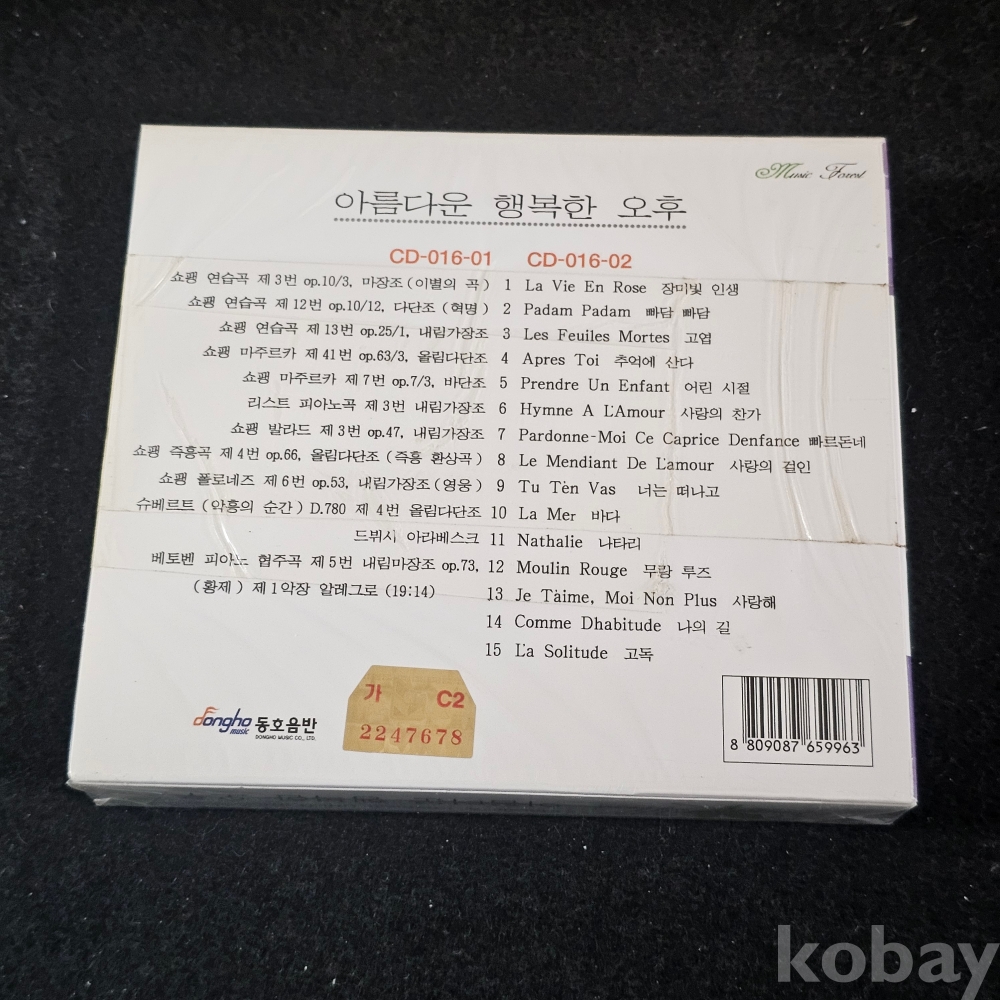 Music Forest
아름다운 행복한 오후
CD-016-01 CD-016-02
쇼팽 연습곡 제3번 op.10/3, 마장조 (이별의 곡) 1 La Vie En Rose 장미빛 인생
쇼팽 연습곡 제12번 op.10/12, 다단조 (혁명) 2 Padam Padam 빠담 빠담
쇼팽 연습곡 제13번 op.25/1, 내림가장조 3 Les Feuiles Mortes 고엽
쇼팽 마주르카 제41번 op.63/3, 올림다단조 4 Apres Toi 추억에 산다
쇼팽 마주르카 제7번 op.7/3, 바단조 5 Prendre Un Enfant 어린 시절
리스트 피아노곡 제3번 내림가장조 6 Hymne A L'Amour 사랑의 찬가
쇼팽 발라드 제3번 op.47, 내림가장조 7 Pardonne-Moi Ce Caprice Denfance 빠르돈네
쇼팽 즉흥곡 제4번 op.66, 올림다단조 (즉흥 환상곡) 8 Le Mendiant De L'amour 사랑의 걸인
쇼팽 폴로네즈 제6번 op.53, 내림가장조 (영웅) 9 Tu Tèn Vas 너는 떠나고
슈베르트 (악흥의 순간) D.780 제4번 올림다단조 10 La Mer 바다
드뷔시 아라베스크 11 Nathalie 나타리
베토벤 피아노 협주곡 제5번 내림마장조 op.73, 12 Moulin Rouge 무랑 루즈
(황제) 제1악장 알레그로 (19:14) 13 Je T'aime, Moi Non Plus 사랑해
14 Comme Dhabitude 나의 길
15 L'a Solitude 고독
가 C2
2247678
dongho music 동호음반
DONGHO MUSIC CO., LTD.
8 809087 659963
kobay